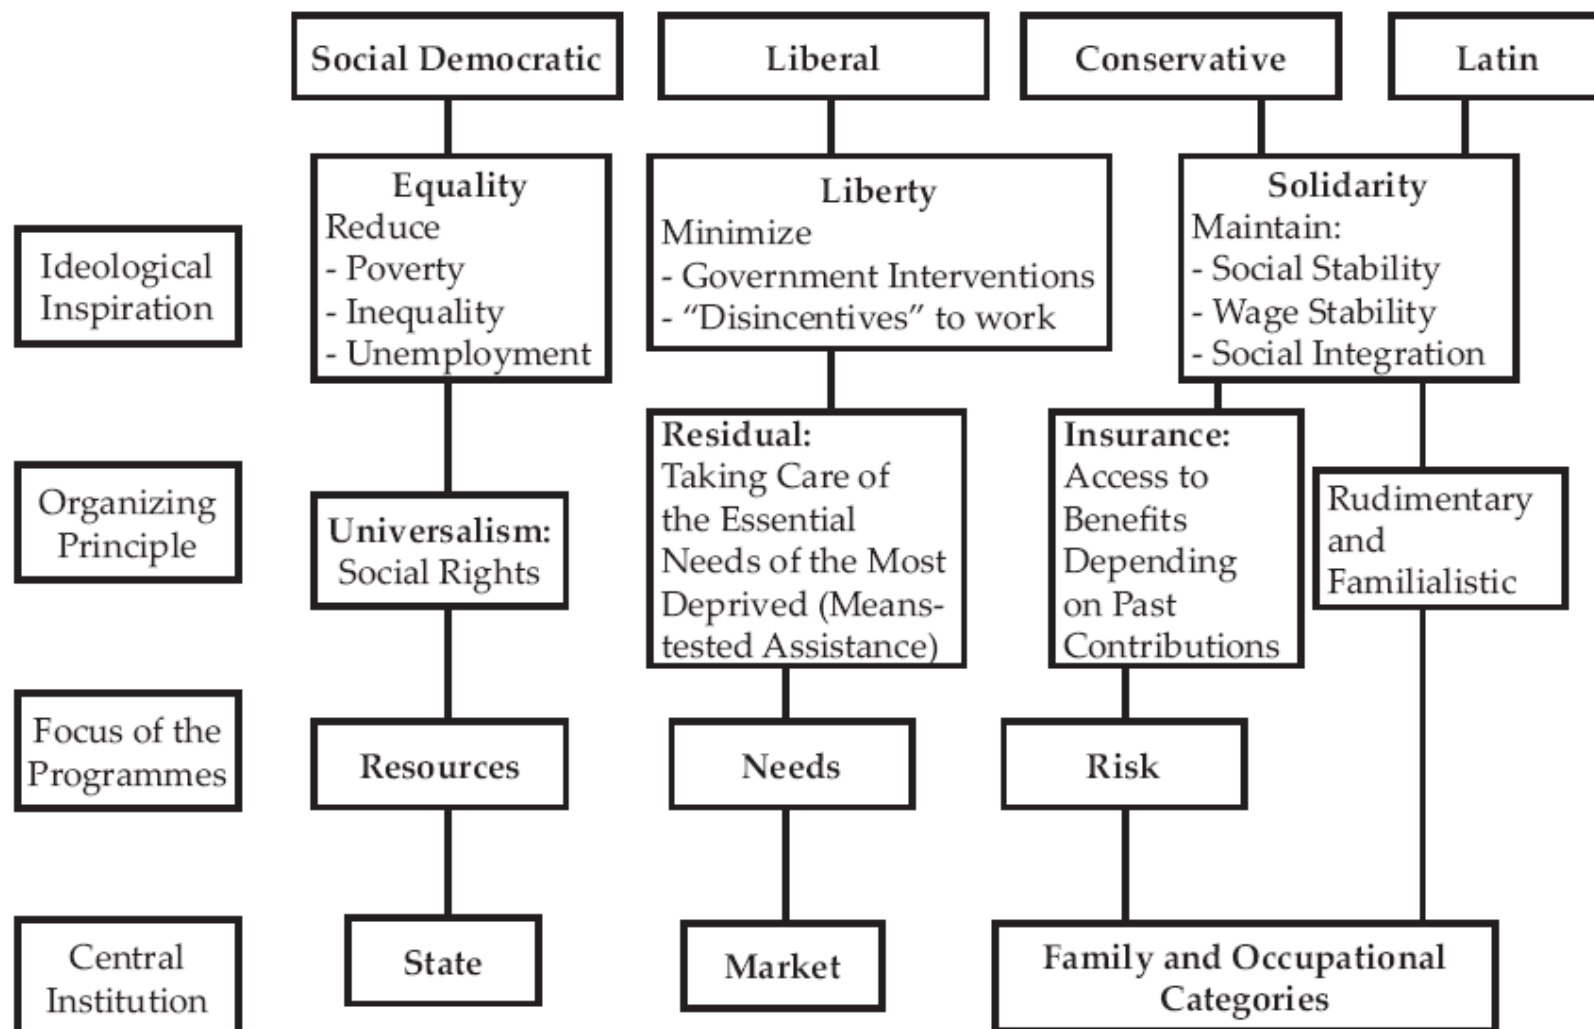 Social Democratic
Liberal
Conservative
Latin
Ideological
Inspiration
Equality
Reduce
- Poverty
- Inequality
- Unemployment
Liberty
Minimize
- Government Interventions
- “Disincentives” to work
Solidarity
Maintain:
- Social Stability
- Wage Stability
- Social Integration
Organizing
Principle
Universalism:
Social Rights
Residual:
Taking Care of
the Essential
Needs of the Most
Deprived (Means-
tested Assistance)
Insurance:
Access to
Benefits
Depending
on Past
Contributions
Rudimentary
and
Familialistic
Focus of the
Programmes
Resources
Needs
Risk
Central
Institution
State
Market
Family and Occupational
Categories